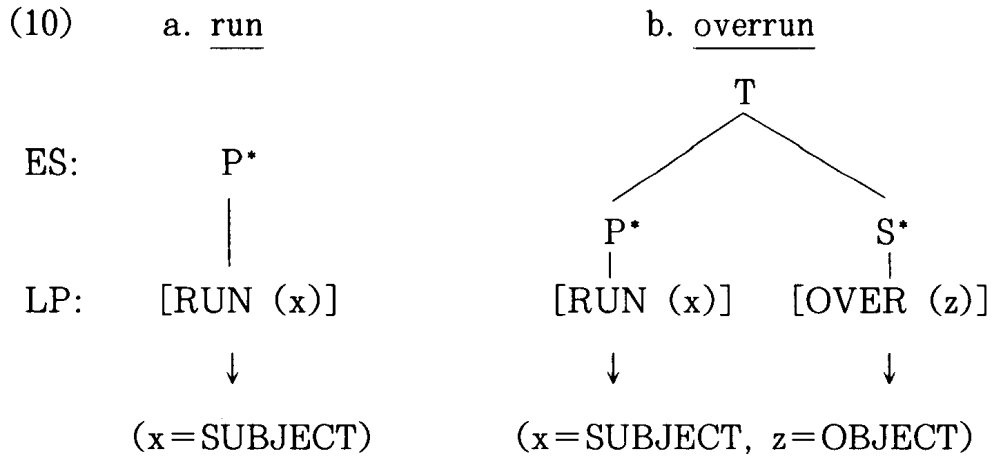 (10) a. run b. overrun
T
ES: P*
P* S*
LP: [RUN (x)] [RUN (x)] [OVER (z)]
↓ ↓ ↓
(x=SUBJECT) (x=SUBJECT, z=OBJECT)